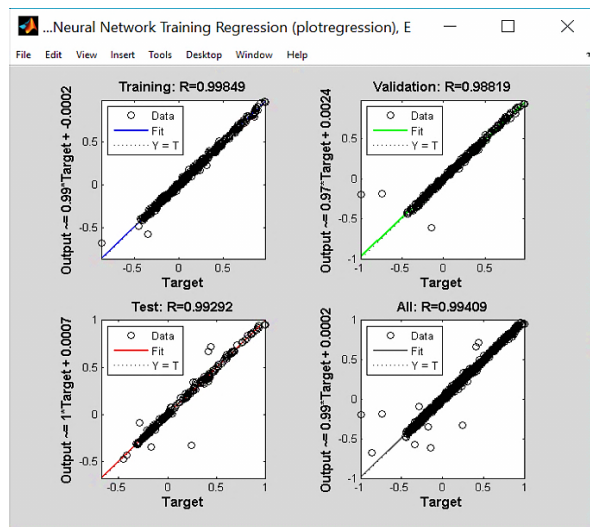 ...Neural Network Training Regression (plotregression), E
File Edit View Insert Tools Desktop Window Help
Training: R=0.99849
Output ~= 0.99*Target + -0.0002
Data
Fit
Y = T
0.5
0
-0.5
-0.5 0 0.5
Target
Validation: R=0.98819
Output ~= 0.97*Target + 0.0024
Data
Fit
Y = T
0.5
0
-0.5
-1
-1 -0.5 0 0.5
Target
Test: R=0.99292
Output ~= 1*Target + 0.0007
Data
Fit
Y = T
1
0.5
0
-0.5
-0.5 0 0.5 1
Target
All: R=0.99409
Output ~= 0.99*Target + 0.0002
Data
Fit
Y = T
1
0.5
0
-0.5
-1
-1 -0.5 0 0.5 1
Target